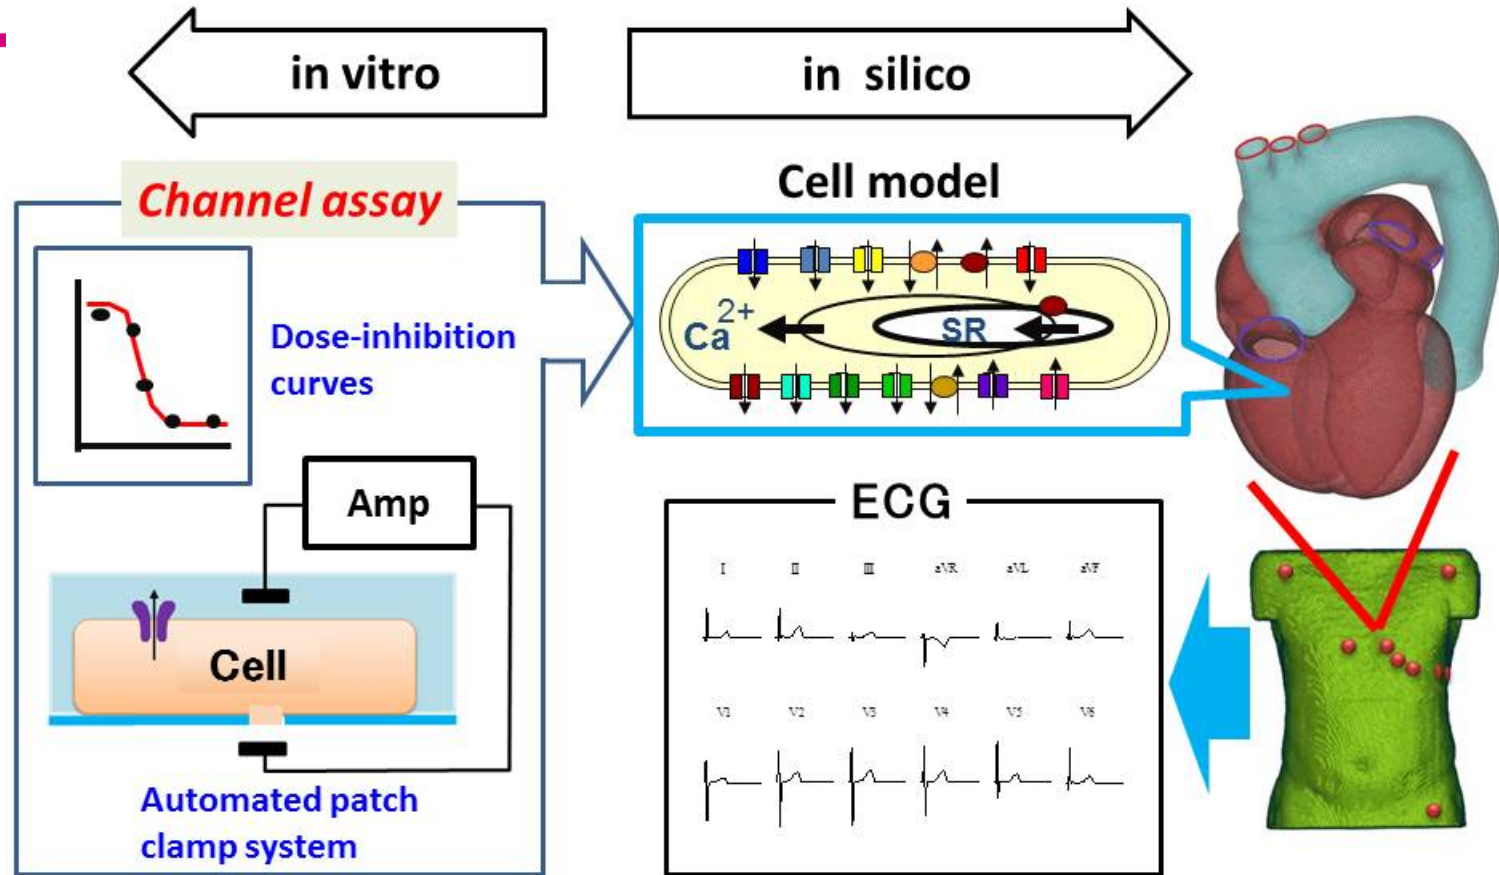 in vitro
in silico
Channel assay
Cell model
Dose-inhibition
curves
Ca2+
SR
Amp
Cell
Automated patch
clamp system
ECG
I II III aVR aVL aVF
V1 V2 V3 V4 V5 V6